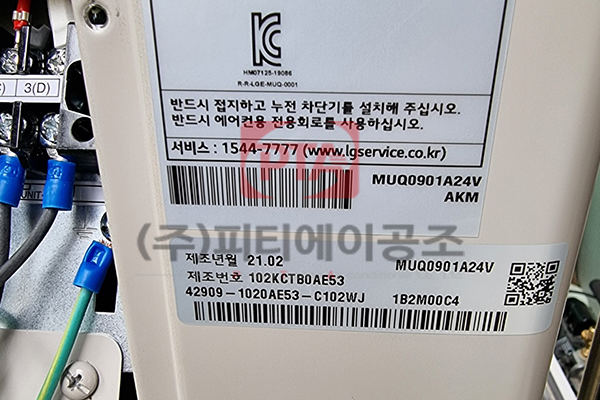 3(D)
UNIT
HM07125-19086
R-R-LGE-MUQ-0001
반드시 접지하고 누전 차단기를 설치해 주십시오.
반드시 에어컨용 전용회로를 사용하십시오.
서비스 : 1544-7777 (www.lgservice.co.kr)
MUQ0901A24V
AKM
PTA
(주)피티에이공조
제조년월 21.02
MUQ0901A24V
제조번호 102KCTB0AE53
42909-1020AE53-C102WJ
1B2M00C4